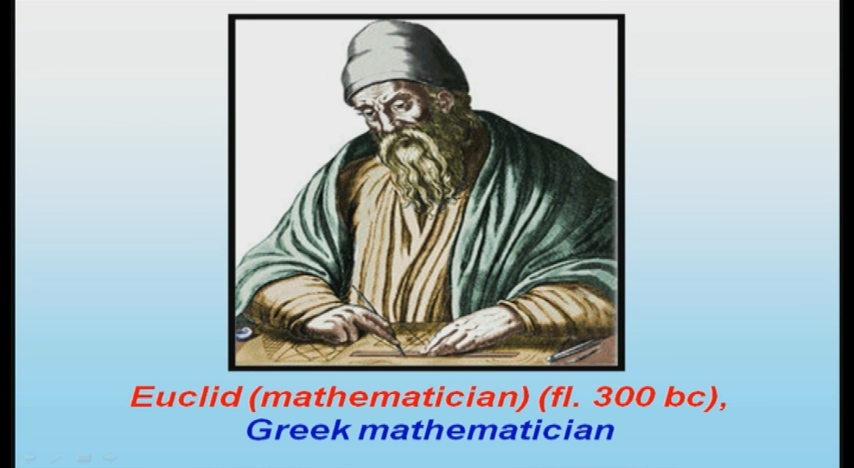 Euclid (mathematician) (fl. 300 bc),
Greek mathematician